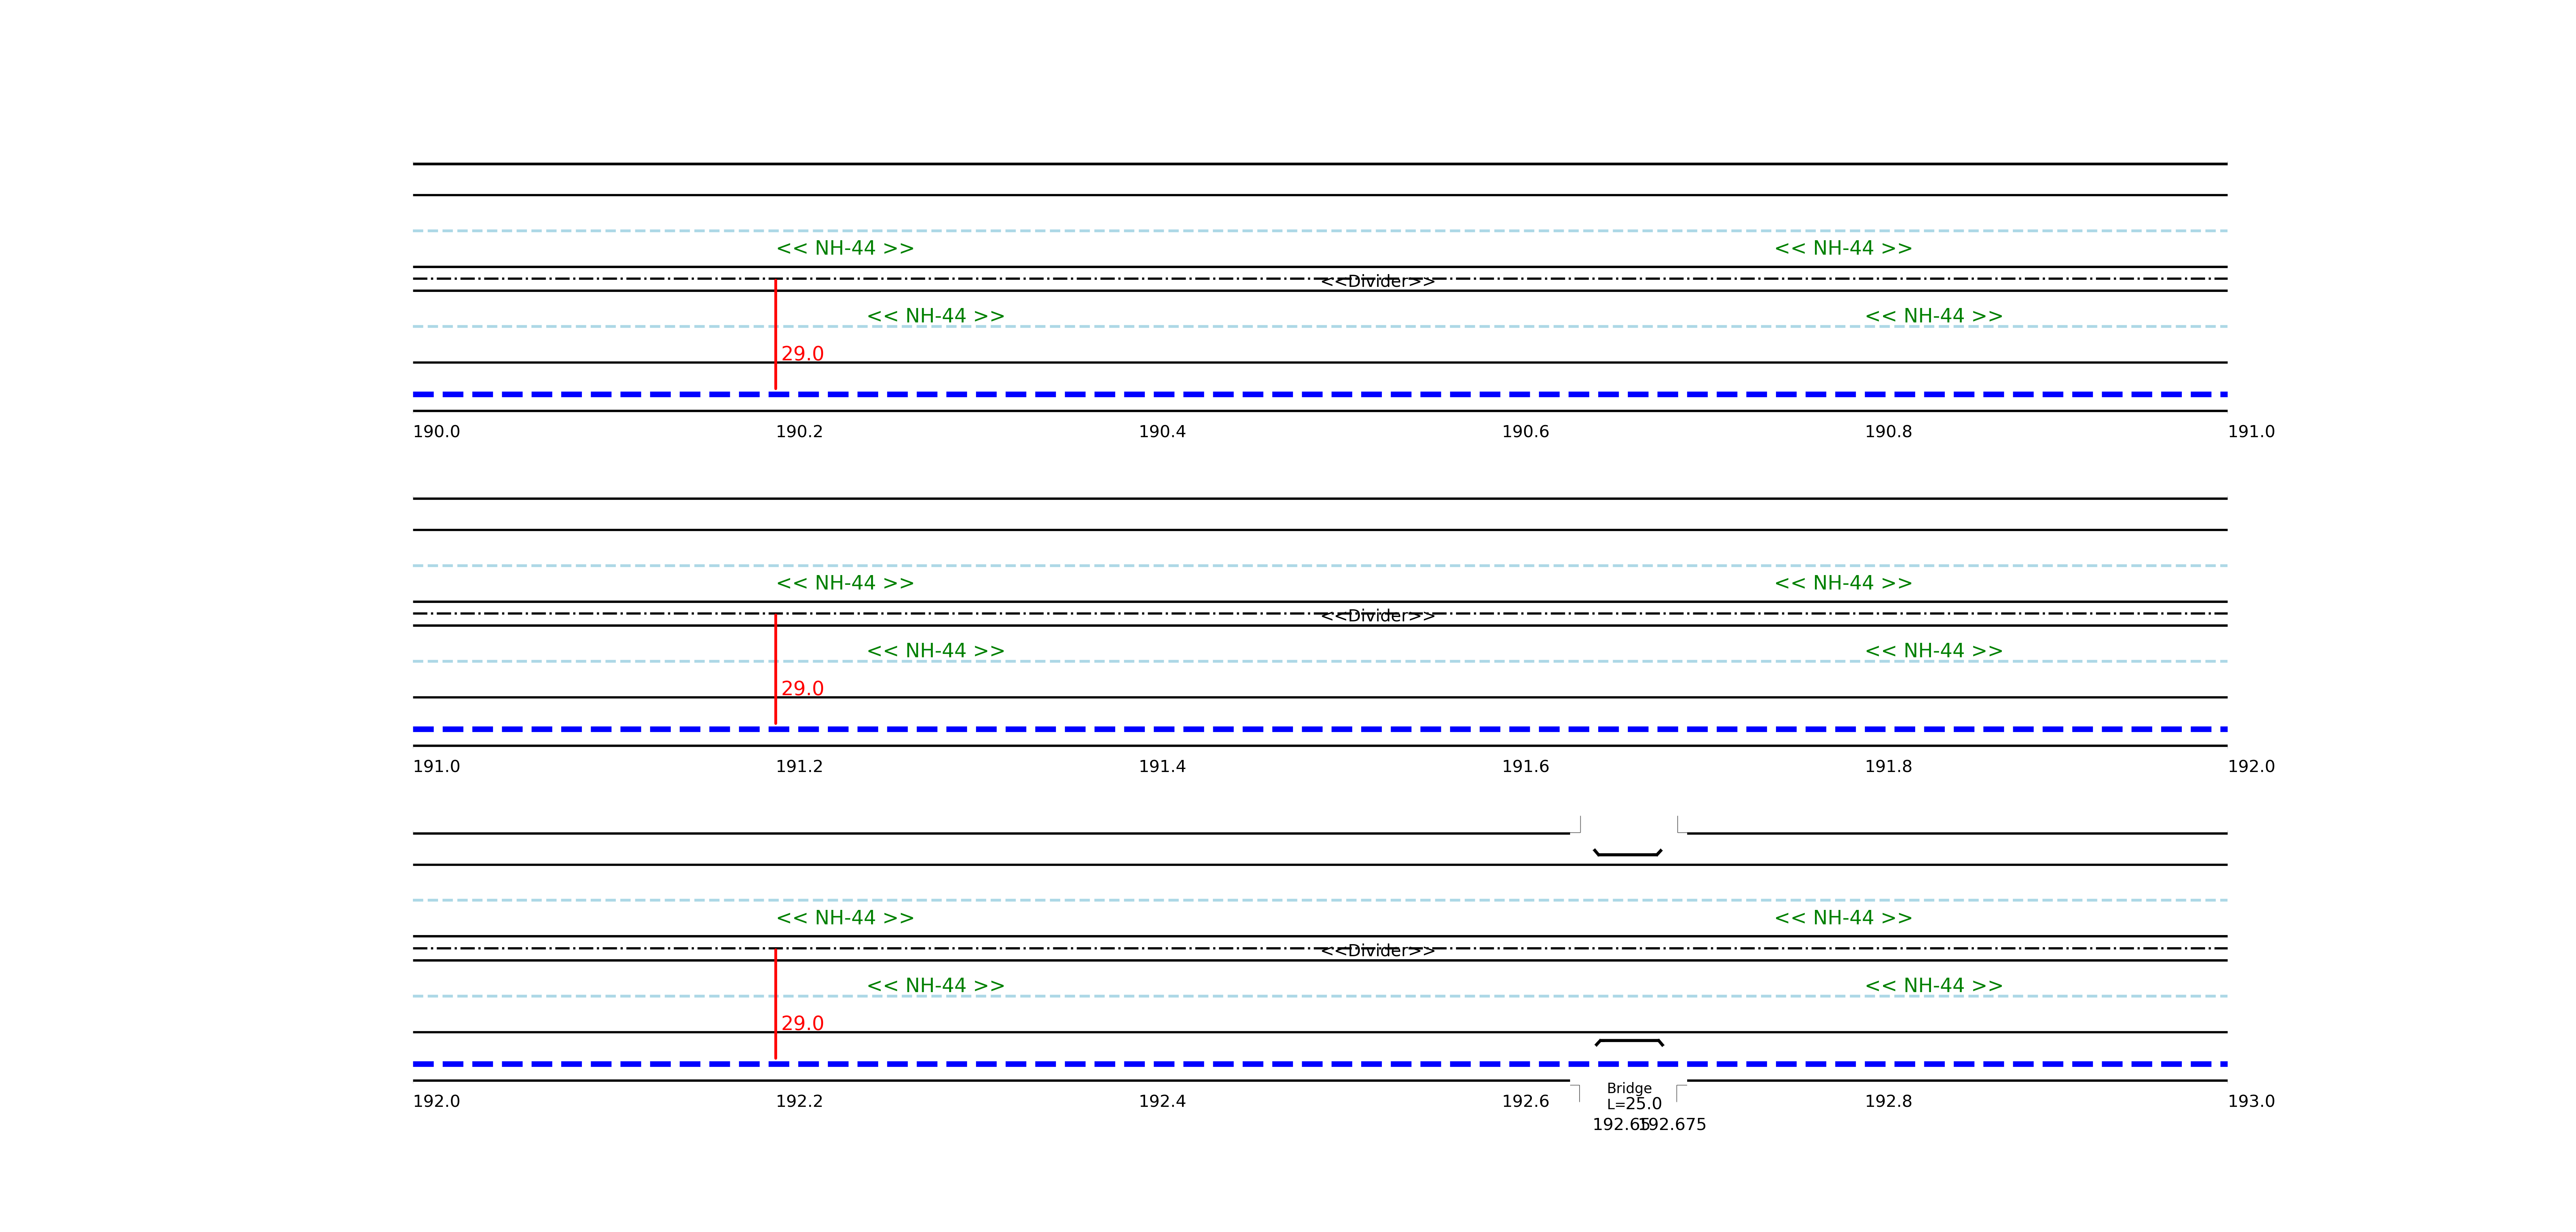 << NH-44 >> << NH-44 >>
<<Divider>>
<< NH-44 >> << NH-44 >>
29.0
190.0 190.2 190.4 190.6 190.8 191.0
<< NH-44 >> << NH-44 >>
<<Divider>>
<< NH-44 >> << NH-44 >>
29.0
191.0 191.2 191.4 191.6 191.8 192.0
<< NH-44 >> << NH-44 >>
<<Divider>>
<< NH-44 >> << NH-44 >>
29.0
Bridge
192.0 192.2 192.4 192.6 L=25.0 192.8 193.0
192.65 192.675